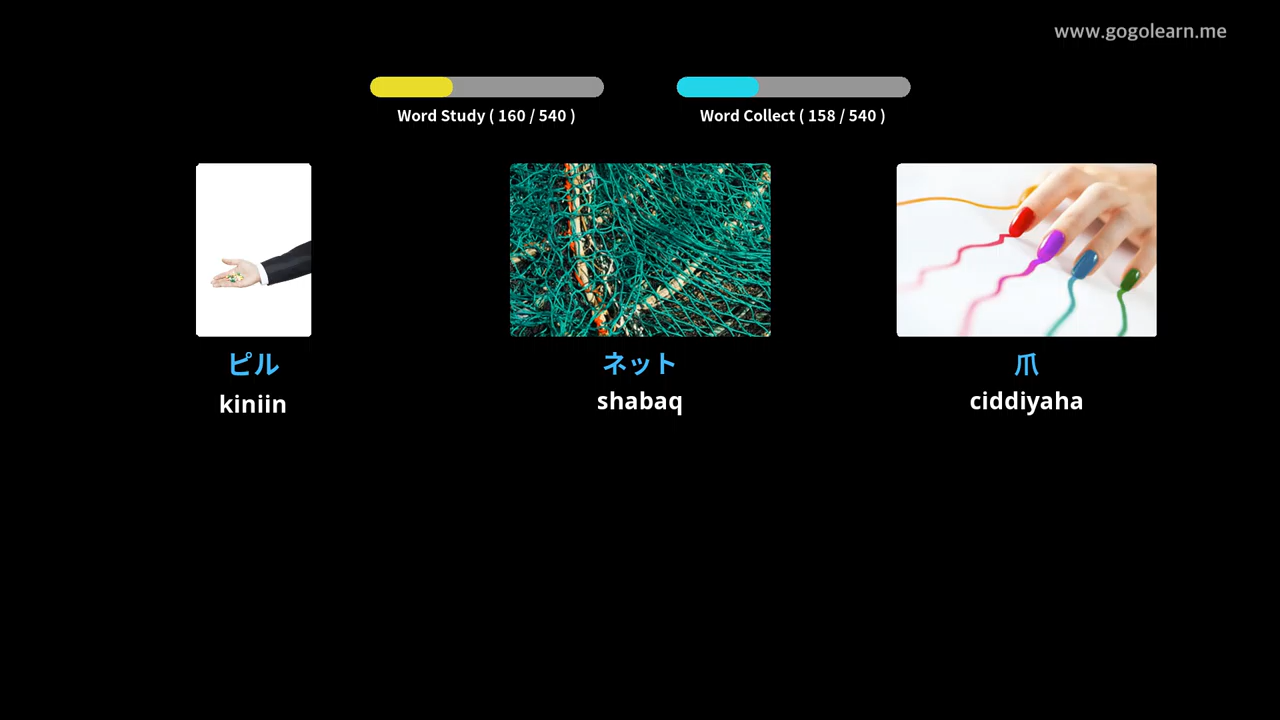 www.gogolearn.me
Word Study ( 160 / 540 )
Word Collect ( 158 / 540 )
ピル
kiniin
ネット
shabaq
爪
ciddiyaha